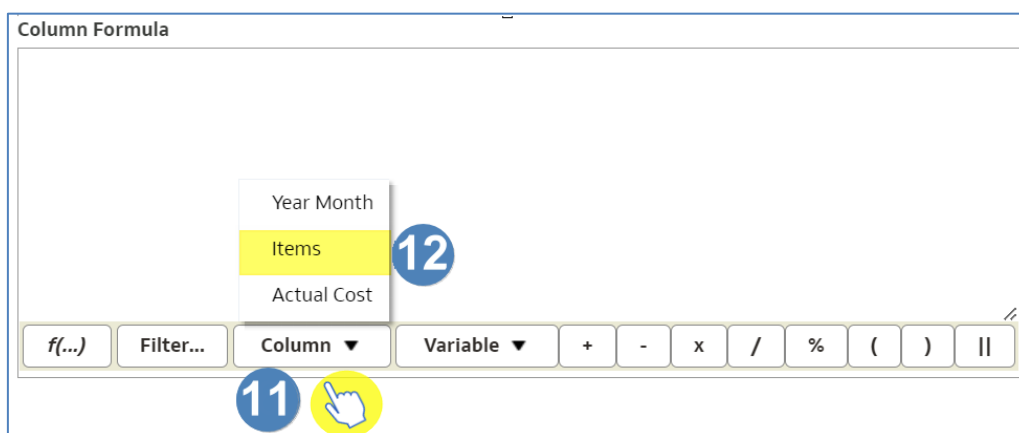 Column Formula
Year Month
Items
12
Actual Cost
f(...) Filter... Column ▼ Variable ▼ + - x / % ( ) ||
11